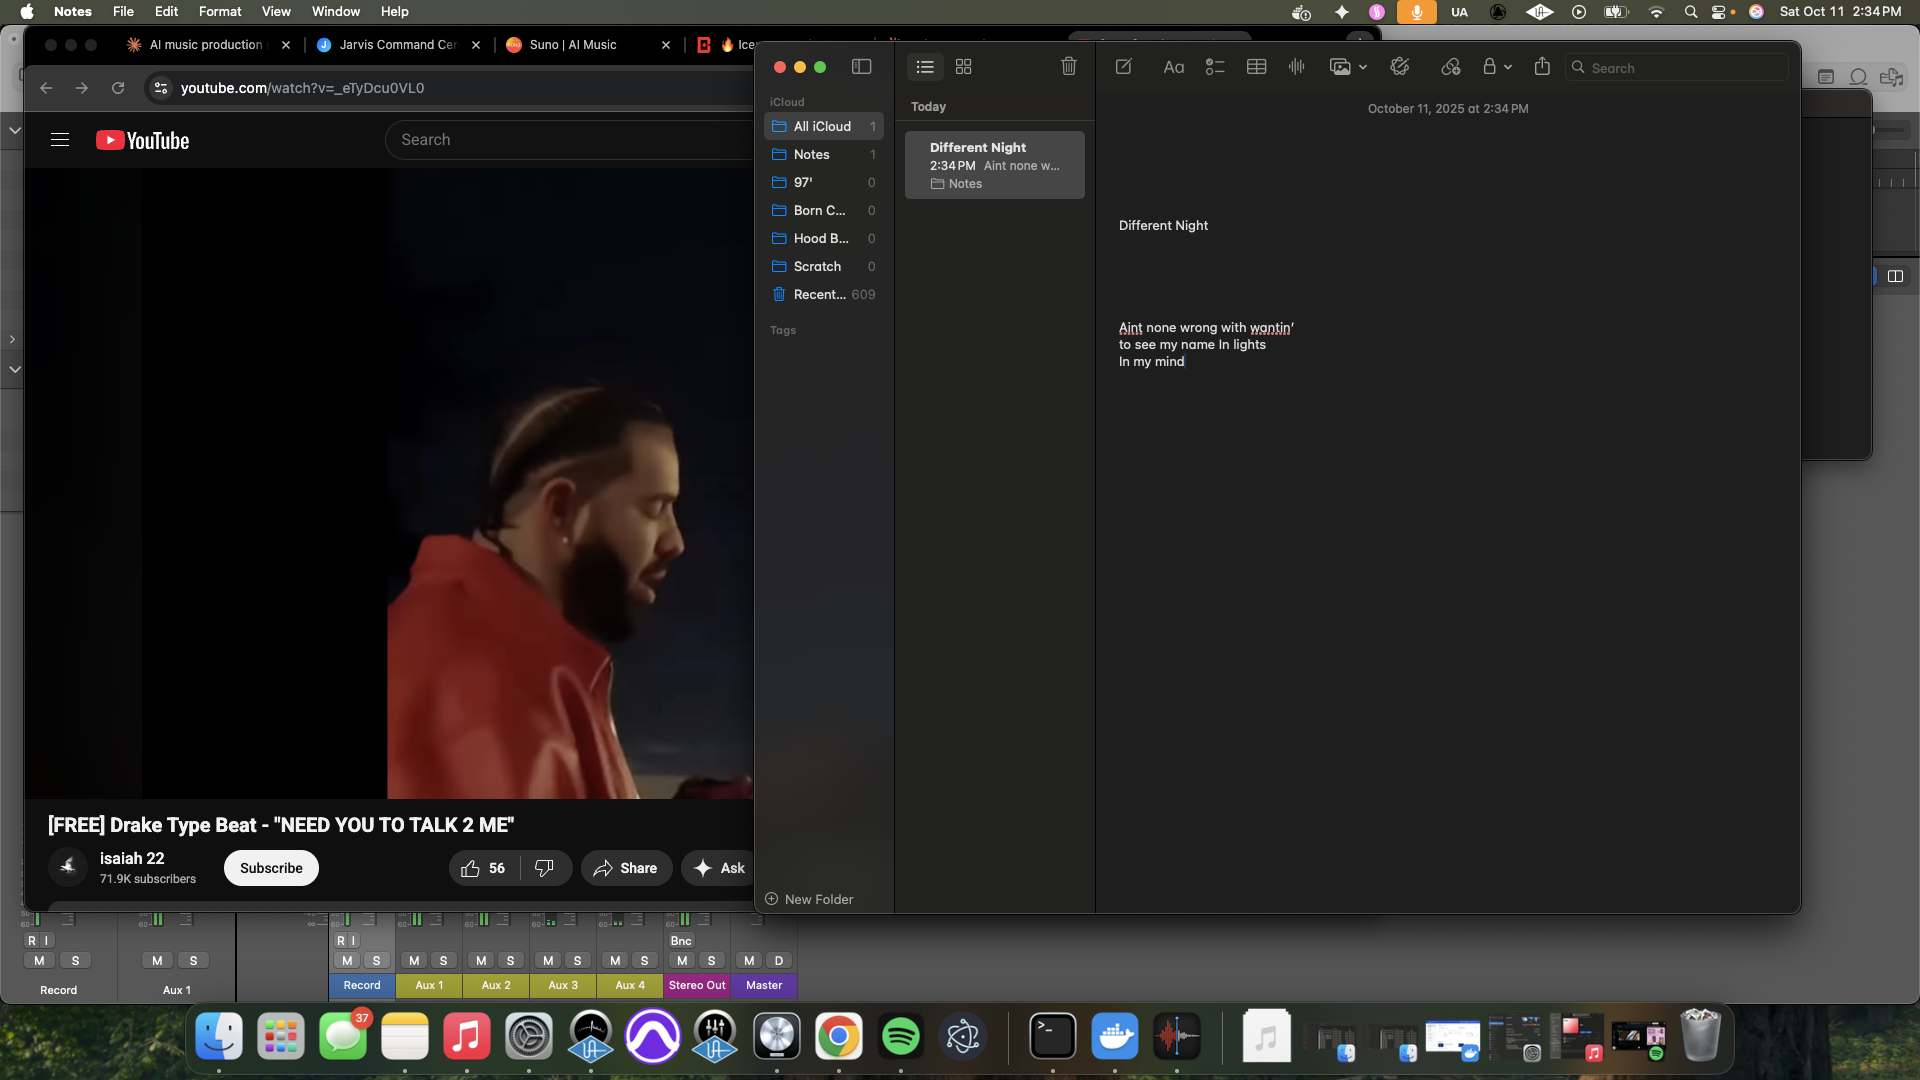 Notes File Edit Format View Window Help
UA Sat Oct 11 2:34 PM
AI music production
Jarvis Command Cer
Suno | AI Music
youtube.com/watch?v=_eTyDcu0VL0
YouTube
Search
[FREE] Drake Type Beat - "NEED YOU TO TALK 2 ME"
isaiah 22
71.9K subscribers
Subscribe
56
Share
Ask
iCloud
All iCloud 1
Notes 1
97' 0
Born C... 0
Hood B... 0
Scratch 0
Recent... 609
Tags
New Folder
Today
Different Night
2:34 PM Aint none w...
Notes
Search
October 11, 2025 at 2:34 PM
Different Night
Aint none wrong with wantin'
to see my name In lights
In my mind
R I
R I
Bnc
M S
M S
M S
M S
M S
M S
M S
M S
M D
Record
Aux 1
Record
Aux 1
Aux 2
Aux 3
Aux 4
Stereo Out
Master
37